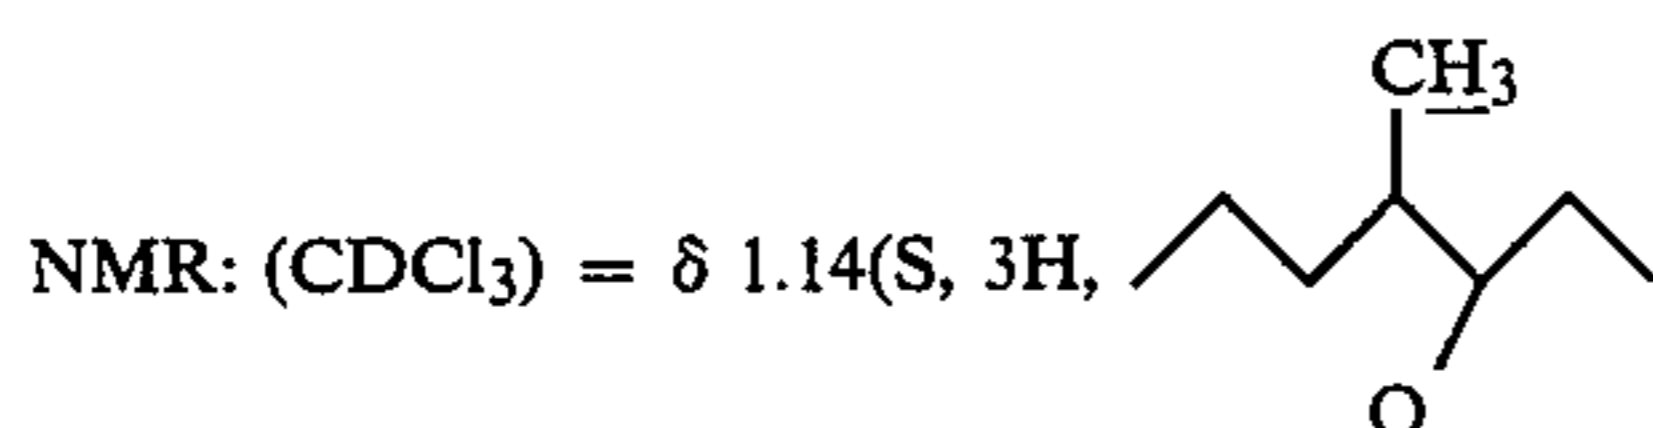 CH3
NMR: (CDCl3) = δ 1.14(S, 3H,
O